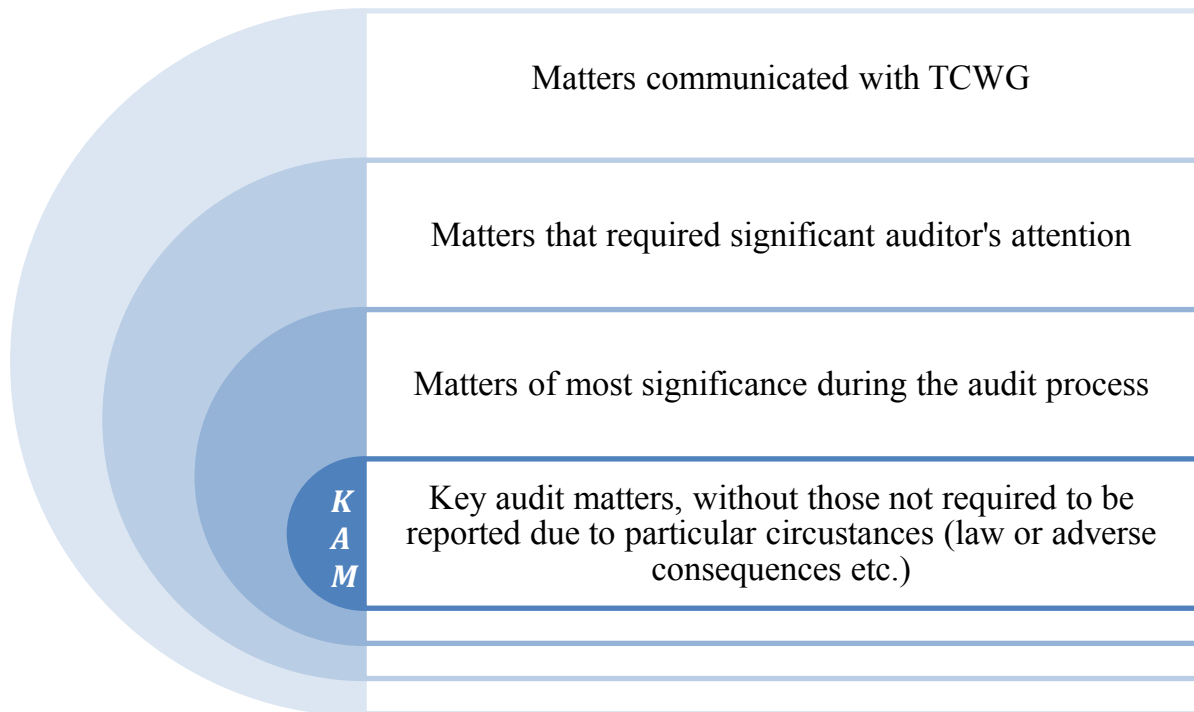 Matters communicated with TCWG
Matters that required significant auditor's attention
Matters of most significance during the audit process
K
A
M
Key audit matters, without those not required to be
reported due to particular circustances (law or adverse
consequences etc.)